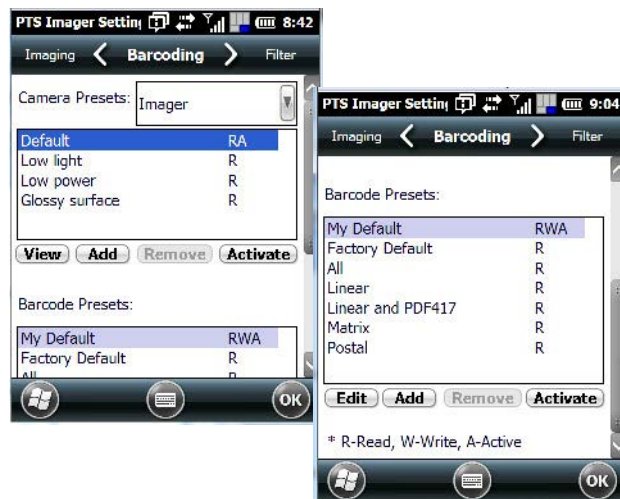 PTS Imager Settin 8:42
Imaging Barcoding Filter
Camera Presets: Imager
Default RA
Low light R
Low power R
Glossy surface R
View Add Remove Activate
Barcode Presets:
My Default RWA
Factory Default R
All R
OK
PTS Imager Settin 9:04
Imaging Barcoding Filter
Barcode Presets:
My Default RWA
Factory Default R
All R
Linear R
Linear and PDF417 R
Matrix R
Postal R
Edit Add Remove Activate
* R-Read, W-Write, A-Active
OK